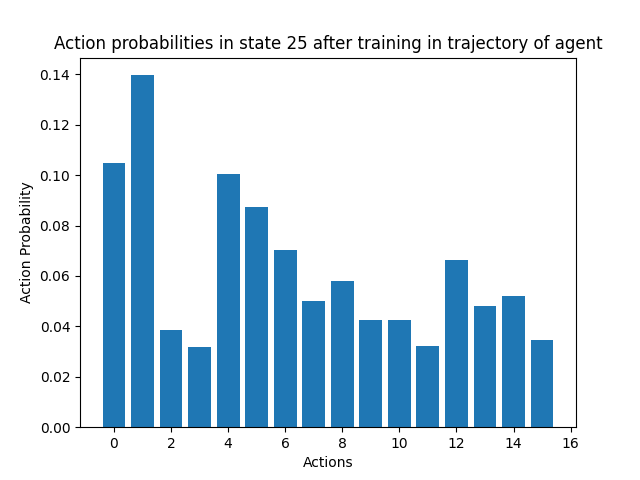 Action probabilities in state 25 after training in trajectory of agent
0.14
0.12
0.10
0.08
0.06
0.04
0.02
0.00
Action Probability
0 2 4 6 8 10 12 14 16
Actions